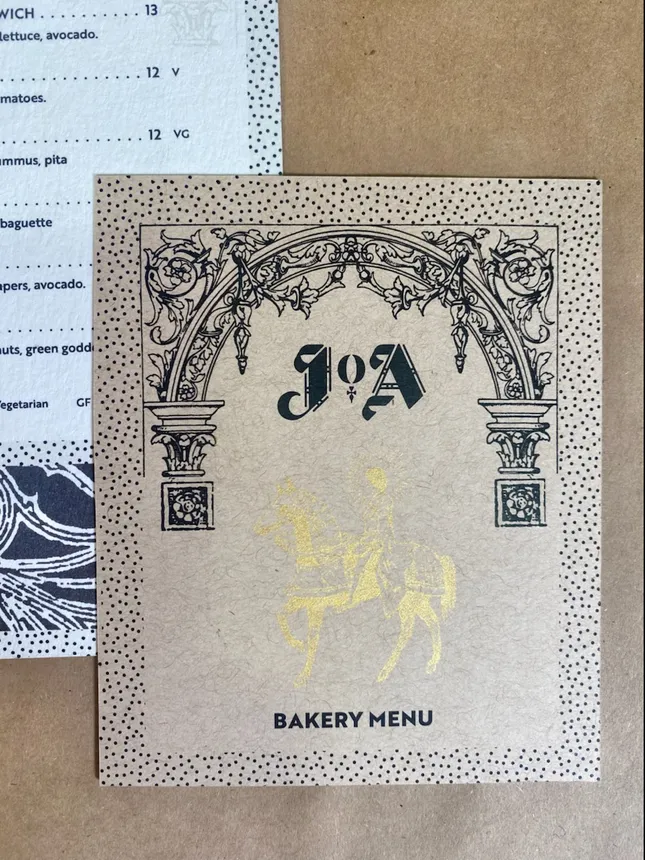 WICH . . . . . . . . . . 13
lettuce, avocado.
. . . . . . . . . . . . . . . 12 V
matoes.
. . . . . . . . . . . . . . . 12 VG
ummus, pita
baguette
apers, avocado.
nuts, green godd
egetarian GF
JoA
BAKERY MENU